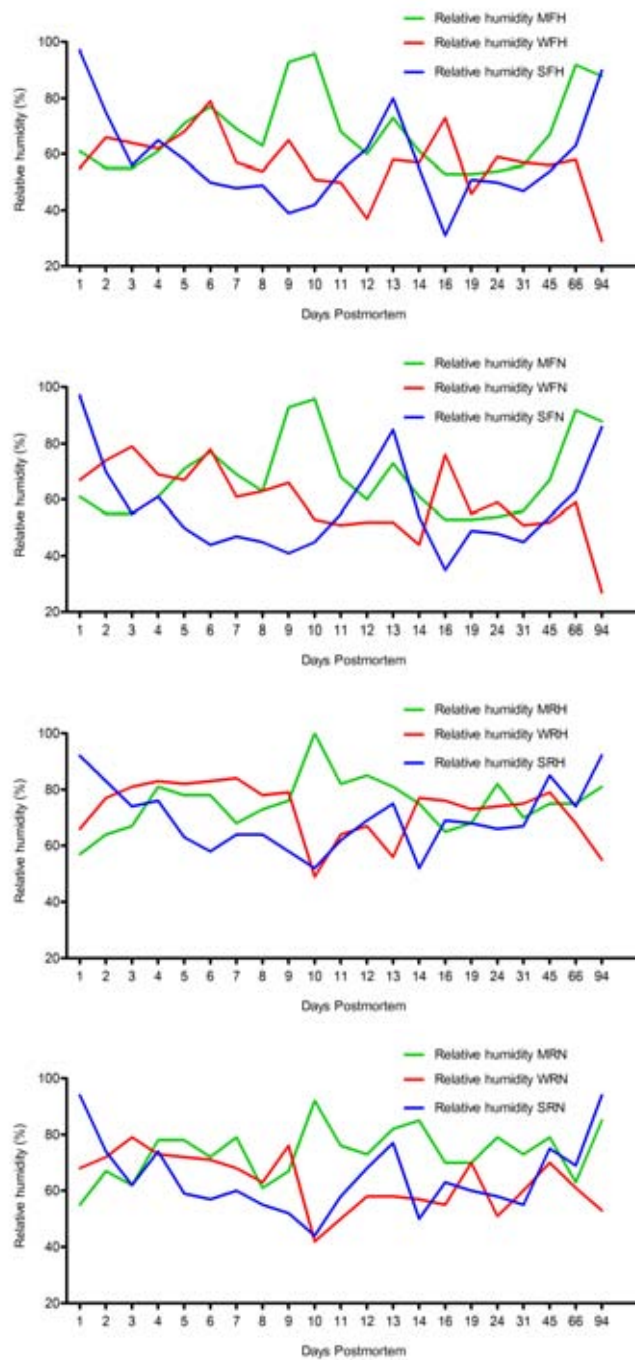 Relative humidity MFH
Relative humidity WFH
Relative humidity SFH
Relative humidity (%)
100
80
60
40
20
1 2 3 4 5 6 7 8 9 10 11 12 13 14 16 19 24 31 45 66 94
Days Postmortem
Relative humidity MFN
Relative humidity WFN
Relative humidity SFN
Relative humidity (%)
100
80
60
40
20
1 2 3 4 5 6 7 8 9 10 11 12 13 14 16 19 24 31 45 66 94
Days Postmortem
Relative humidity MRH
Relative humidity WRH
Relative humidity SRH
Relative humidity (%)
100
80
60
40
20
1 2 3 4 5 6 7 8 9 10 11 12 13 14 16 19 24 31 45 66 94
Days Postmortem
Relative humidity MRN
Relative humidity WRN
Relative humidity SRN
Relative humidity (%)
100
80
60
40
20
1 2 3 4 5 6 7 8 9 10 11 12 13 14 16 19 24 31 45 66 94
Days Postmortem